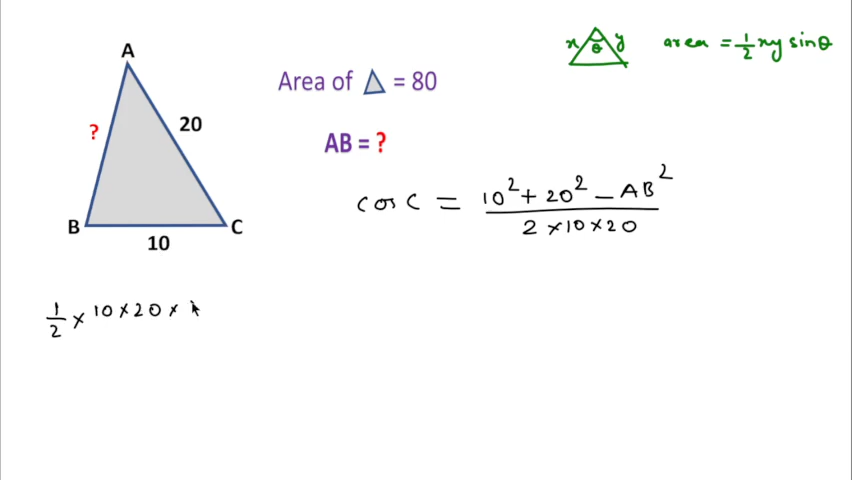 x θ y area = 1/2 xy sinθ
A
Area of △ = 80
? 20
AB = ?
cos C = (10² + 20² − AB²) / (2 × 10 × 20)
B C
10
1/2 × 10 × 20 ×